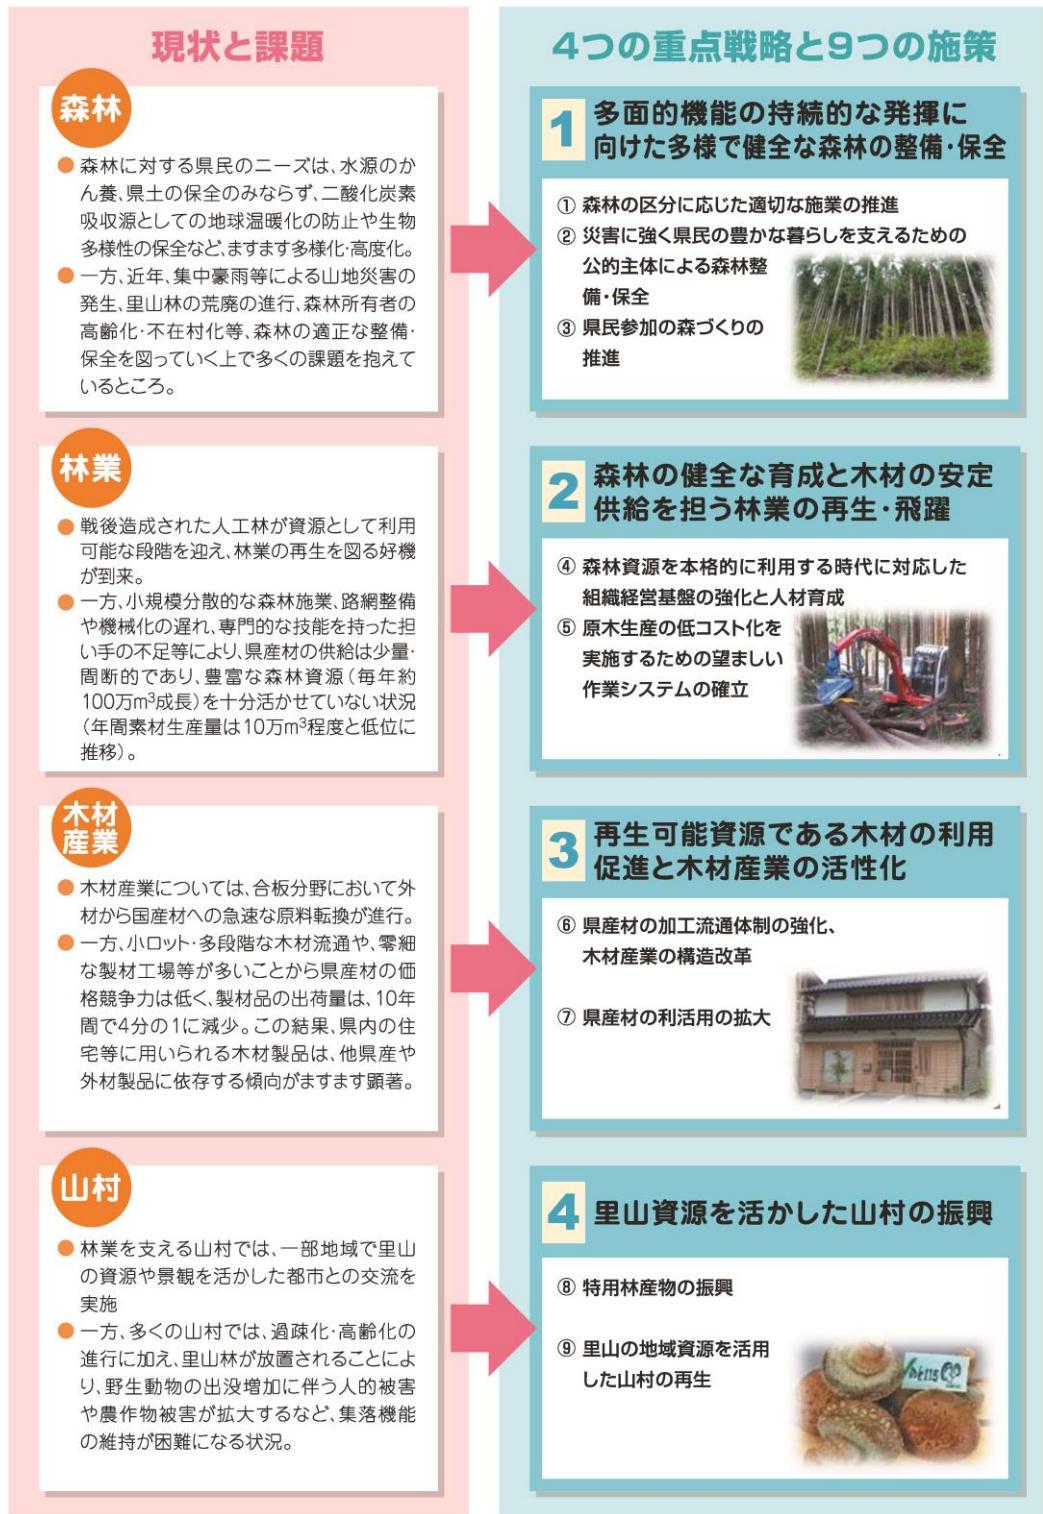 現状と課題
森林
● 森林に対する県民のニーズは、水源のか
ん養、県土の保全のみならず、二酸化炭素
吸収源としての地球温暖化の防止や生物
多様性の保全など、ますます多様化・高度化。
● 一方、近年、集中豪雨等による山地災害の
発生、里山林の荒廃の進行、森林所有者の
高齢化・不在村化等、森林の適正な整備・
保全を図っていく上で多くの課題を抱えて
いるところ。
林業
● 戦後造成された人工林が資源として利用
可能な段階を迎え、林業の再生を図る好機
が到来。
● 一方、小規模分散的な森林施業、路網整備
や機械化の遅れ、専門的な技能を持った担
い手の不足等により、県産材の供給は少量・
間断的であり、豊富な森林資源（毎年約
100万m³成長）を十分活かせていない状況
（年間素材生産量は10万m³程度と低位に
推移）。
木材
産業
● 木材産業については、合板分野において外
材から国産材への急速な原料転換が進行。
● 一方、小ロット・多段階な木材流通や、零細
な製材工場等が多いことから県産材の価
格競争力は低く、製材品の出荷量は、10年
間で4分の1に減少。この結果、県内の住
宅等に用いられる木材製品は、他県産や
外材製品に依存する傾向がますます顕著。
山村
● 林業を支える山村では、一部地域で里山
の資源や景観を活かした都市との交流を
実施
● 一方、多くの山村では、過疎化・高齢化の
進行に加え、里山林が放置されることによ
り、野生動物の出没増加に伴う人的被害
や農作物被害が拡大するなど、集落機能
の維持が困難になる状況。
4つの重点戦略と9つの施策
1 多面的機能の持続的な発揮に
向けた多様で健全な森林の整備・保全
① 森林の区分に応じた適切な施業の推進
② 災害に強く県民の豊かな暮らしを支えるための
公的主体による森林整
備・保全
③ 県民参加の森づくりの
推進
2 森林の健全な育成と木材の安定
供給を担う林業の再生・飛躍
④ 森林資源を本格的に利用する時代に対応した
組織経営基盤の強化と人材育成
⑤ 原木生産の低コスト化を
実施するための望ましい
作業システムの確立
3 再生可能資源である木材の利用
促進と木材産業の活性化
⑥ 県産材の加工流通体制の強化、
木材産業の構造改革
⑦ 県産材の利活用の拡大
4 里山資源を活かした山村の振興
⑧ 特用林産物の振興
⑨ 里山の地域資源を活用
した山村の再生
のと115